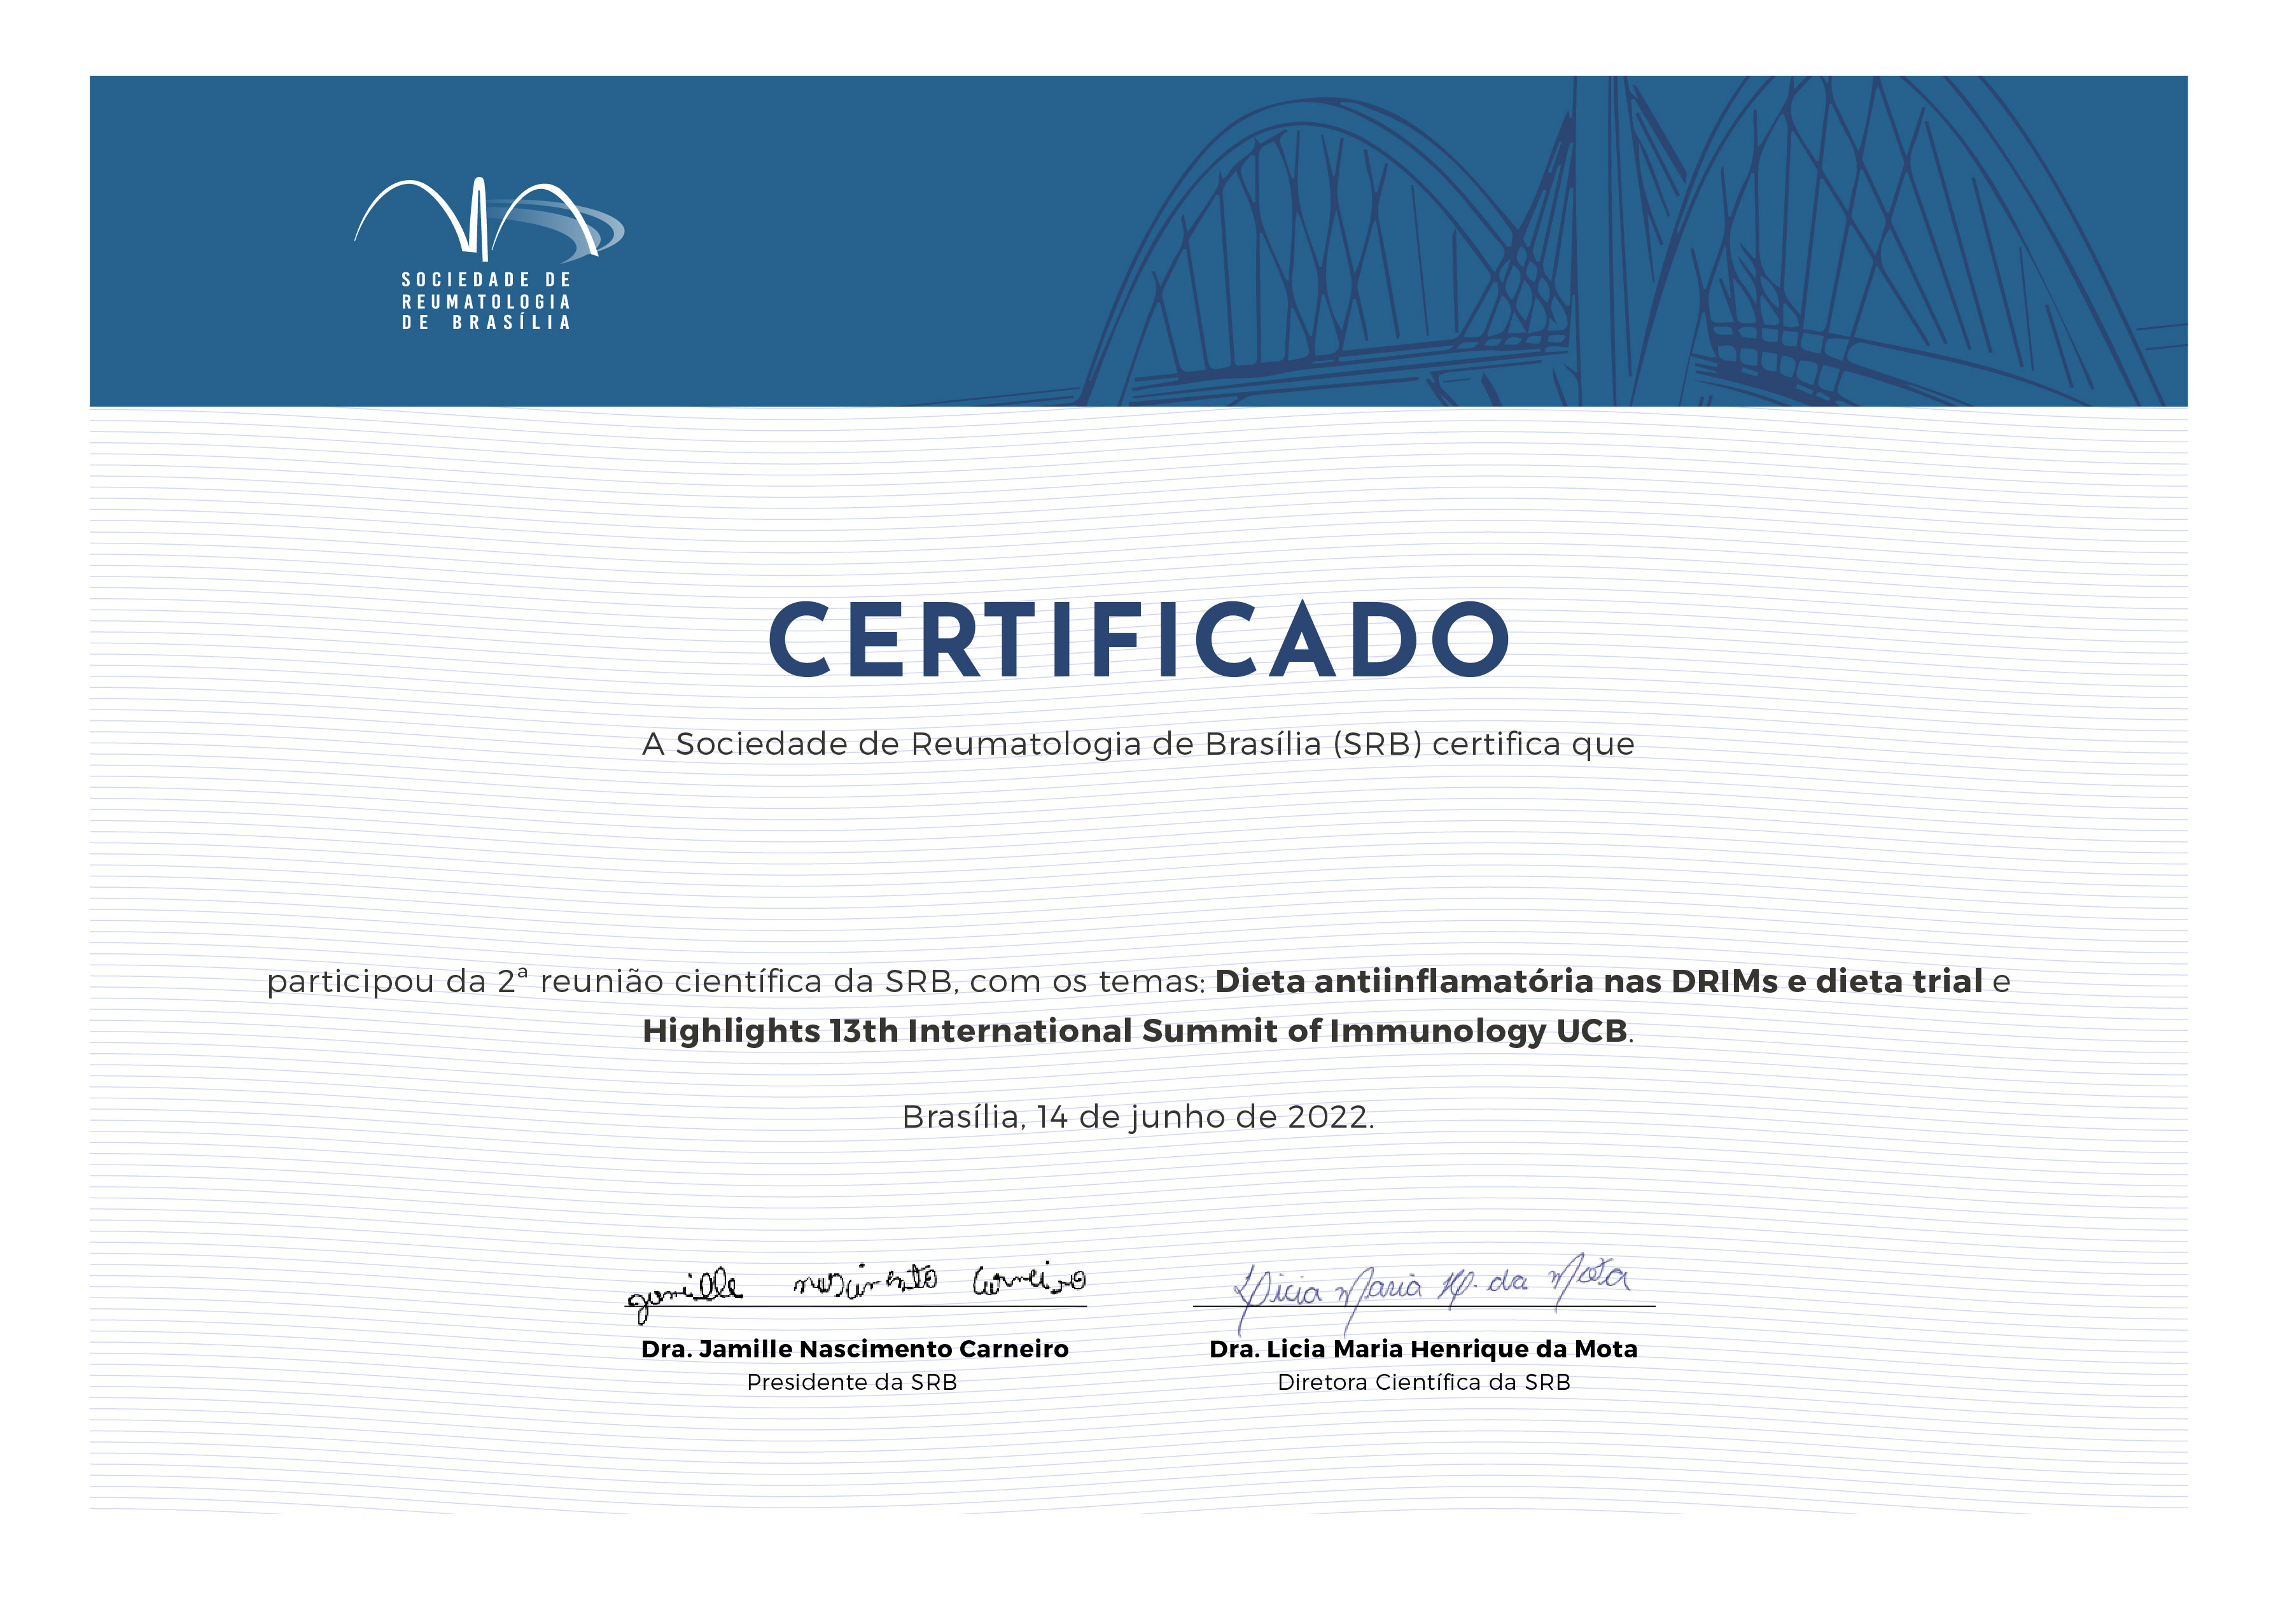 SOCIEDADE DE
REUMATOLOGIA
DE BRASÍLIA
CERTIFICADO
A Sociedade de Reumatologia de Brasília (SRB) certifica que
participou da 2ª reunião científica da SRB, com os temas: Dieta antiinflamatória nas DRIMs e dieta trial e
Highlights 13th International Summit of Immunology UCB.
Brasília, 14 de junho de 2022.
Jamille Nascimento Carneiro
Licia Maria H. da Mota
Dra. Jamille Nascimento Carneiro
Presidente da SRB
Dra. Licia Maria Henrique da Mota
Diretora Científica da SRB